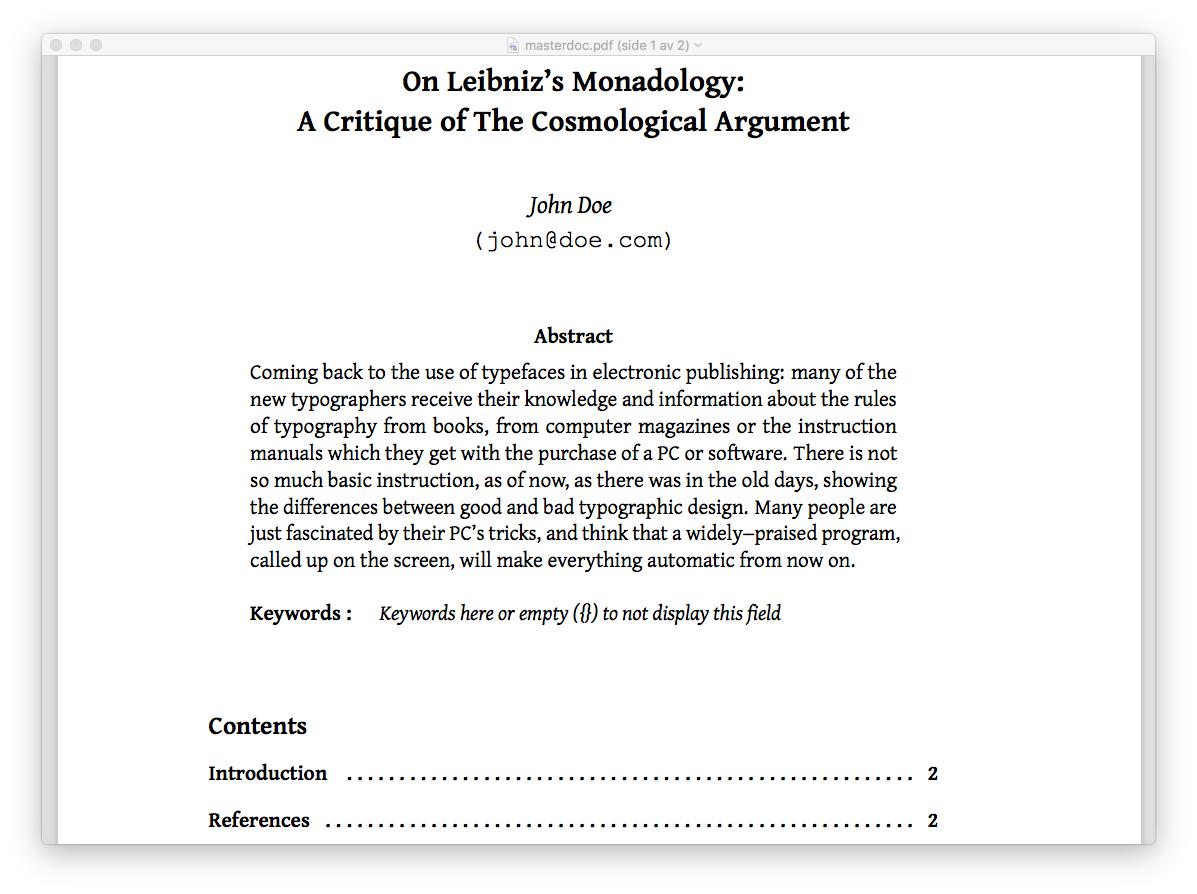 masterdoc.pdf (side 1 av 2)
On Leibniz’s Monadology:
A Critique of The Cosmological Argument
John Doe
(john@doe.com)
Abstract
Coming back to the use of typefaces in electronic publishing: many of the
new typographers receive their knowledge and information about the rules
of typography from books, from computer magazines or the instruction
manuals which they get with the purchase of a PC or software. There is not
so much basic instruction, as of now, as there was in the old days, showing
the differences between good and bad typographic design. Many people are
just fascinated by their PC’s tricks, and think that a widely–praised program,
called up on the screen, will make everything automatic from now on.
Keywords : Keywords here or empty ({}) to not display this field
Contents
Introduction . . . . . . . . . . . . . . . . . . . . . . . . . . . . . . . . . . . . . . . . . . . . . . . . . . . . . . . 2
References . . . . . . . . . . . . . . . . . . . . . . . . . . . . . . . . . . . . . . . . . . . . . . . . . . . . . . . . . 2